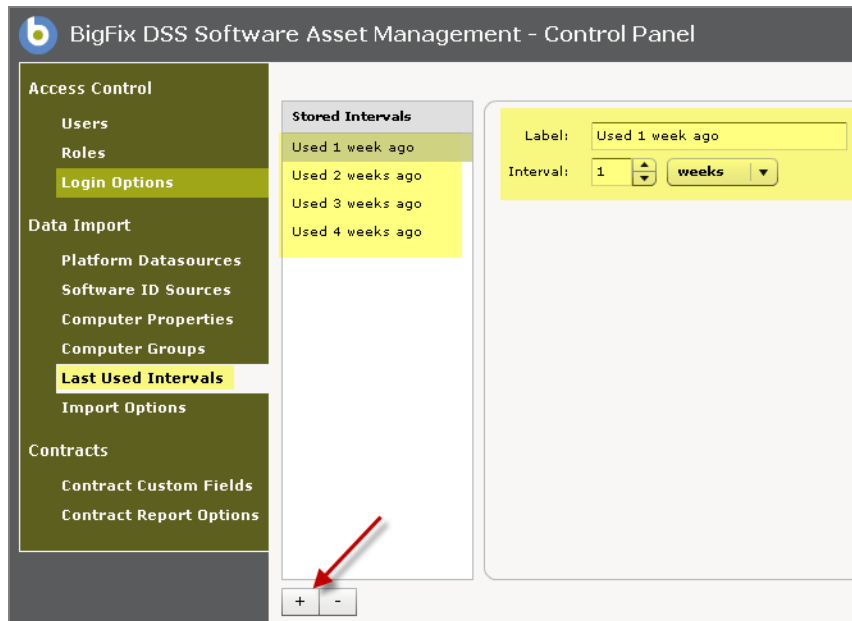 BigFix DSS Software Asset Management - Control Panel
Access Control
Users
Roles
Login Options
Data Import
Platform Datasources
Software ID Sources
Computer Properties
Computer Groups
Last Used Intervals
Import Options
Contracts
Contract Custom Fields
Contract Report Options
Stored Intervals
Used 1 week ago
Used 2 weeks ago
Used 3 weeks ago
Used 4 weeks ago
+ -
Label: Used 1 week ago
Interval: 1 weeks